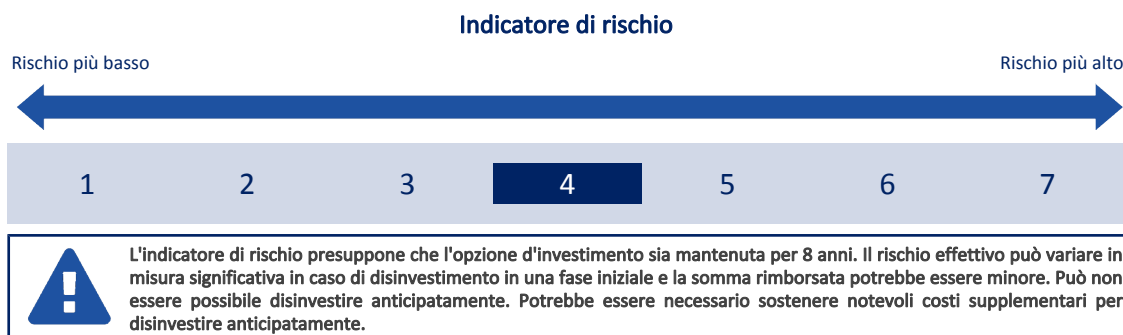 Indicatore di rischio
Rischio più basso
Rischio più alto
1 2 3 4 5 6 7
L'indicatore di rischio presuppone che l'opzione d'investimento sia mantenuta per 8 anni. Il rischio effettivo può variare in
misura significativa in caso di disinvestimento in una fase iniziale e la somma rimborsata potrebbe essere minore. Può non
essere possibile disinvestire anticipatamente. Potrebbe essere necessario sostenere notevoli costi supplementari per
disinvestire anticipatamente.